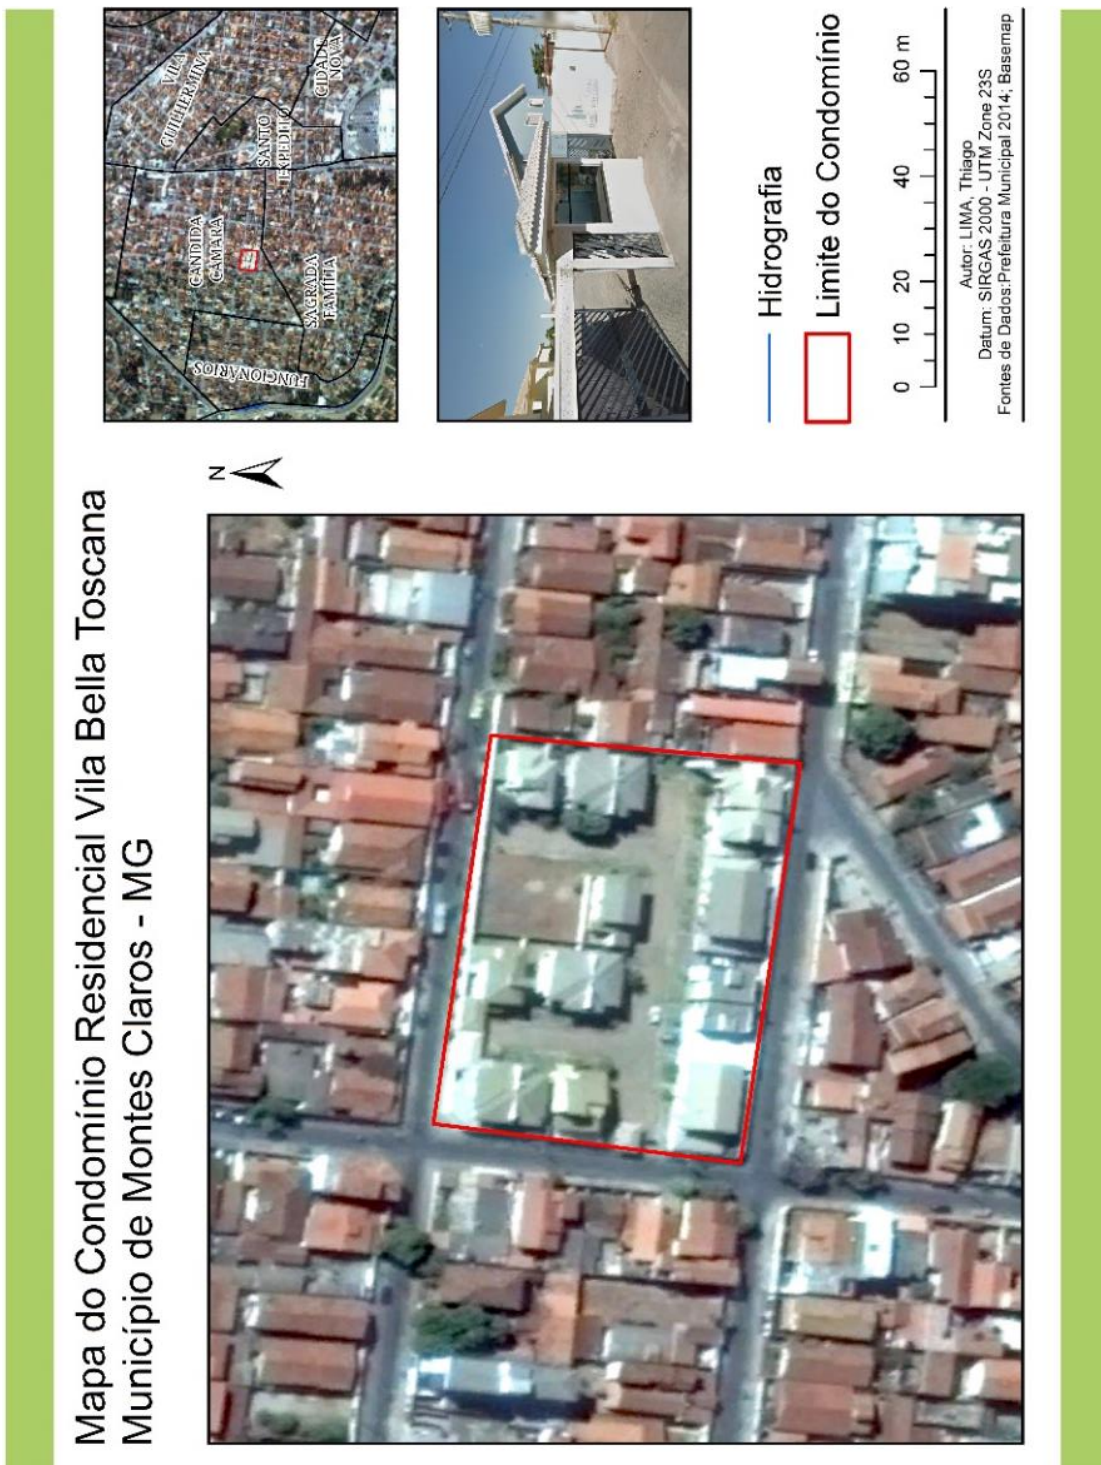 Mapa do Condomínio Residencial Vila Bella Toscana
Município de Montes Claros - MG
N
VILA
GUILHERMINA
CIDADE
NOVA
SANTO
EXPEDITO
CANDIDA
CÂMARA
SAGRADA
FAMÍLIA
FUNCIONÁRIOS
Hidrografia
Limite do Condomínio
0 10 20 40 60 m
Autor: LIMA, Thiago
Datum: SIRGAS 2000 - UTM Zone 23S
Fontes de Dados:Prefeitura Municipal 2014; Basemap